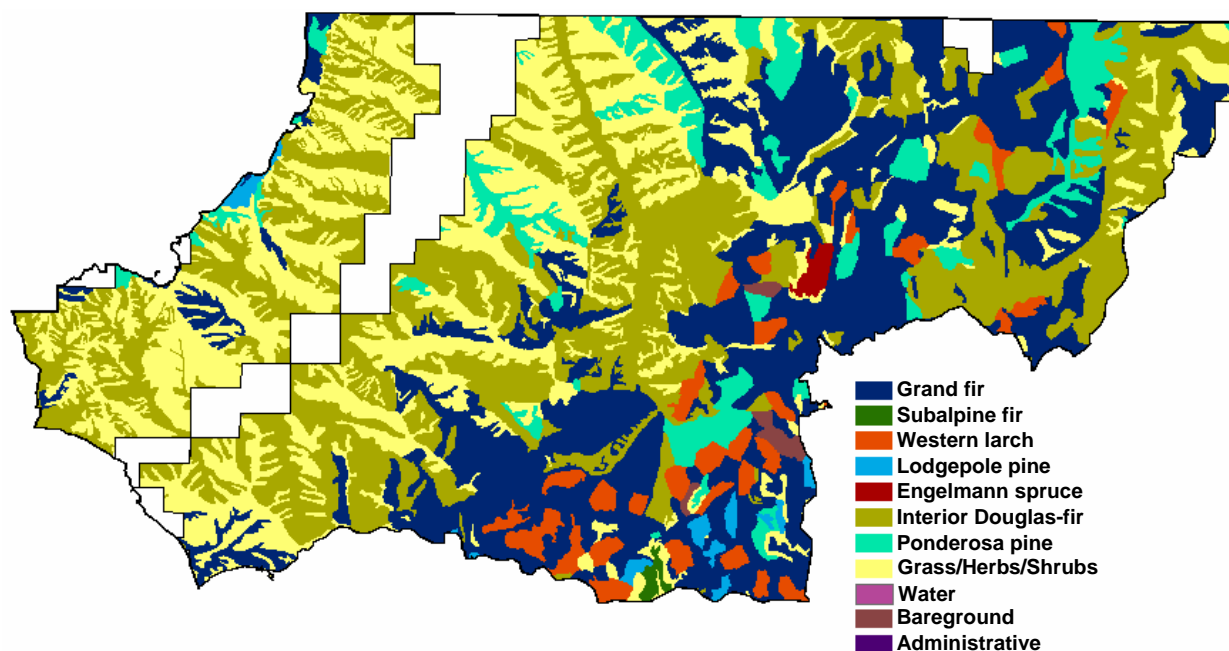 Grand fir
Subalpine fir
Western larch
Lodgepole pine
Engelmann spruce
Interior Douglas-fir
Ponderosa pine
Grass/Herbs/Shrubs
Water
Bareground
Administrative